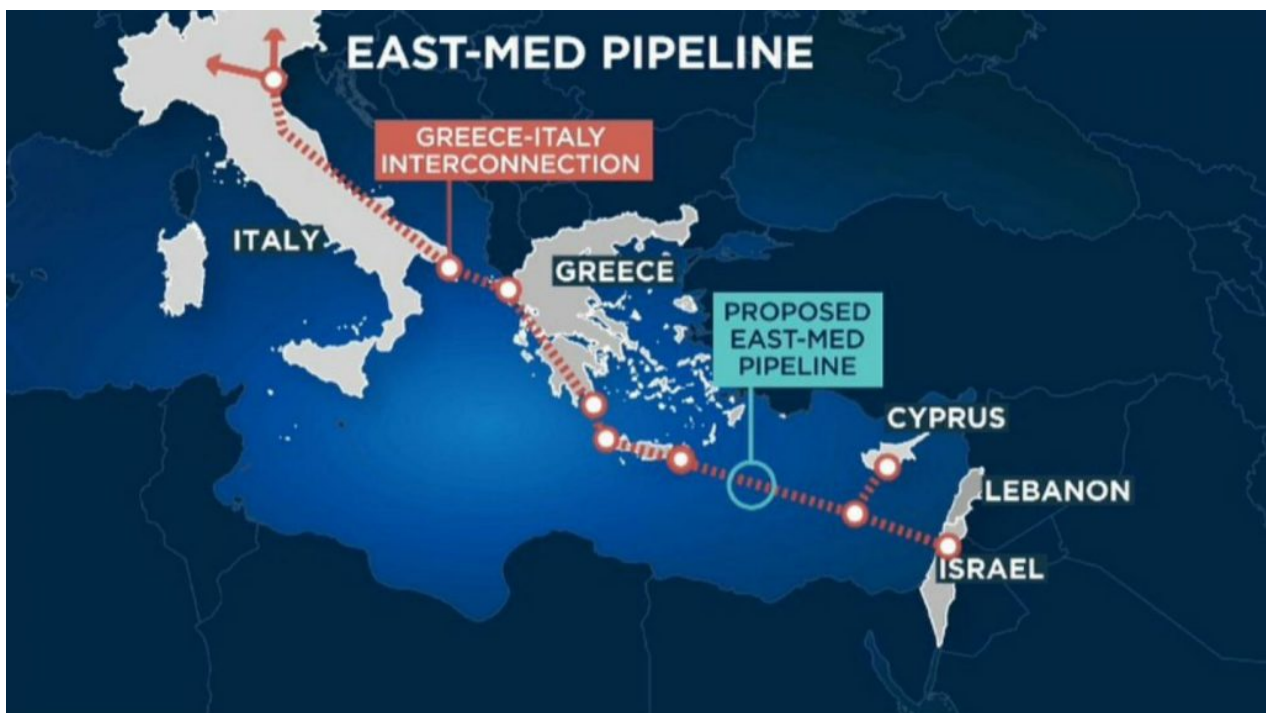 EAST-MED PIPELINE
GREECE-ITALY
INTERCONNECTION
ITALY
GREECE
PROPOSED
EAST-MED
PIPELINE
CYPRUS
LEBANON
ISRAEL